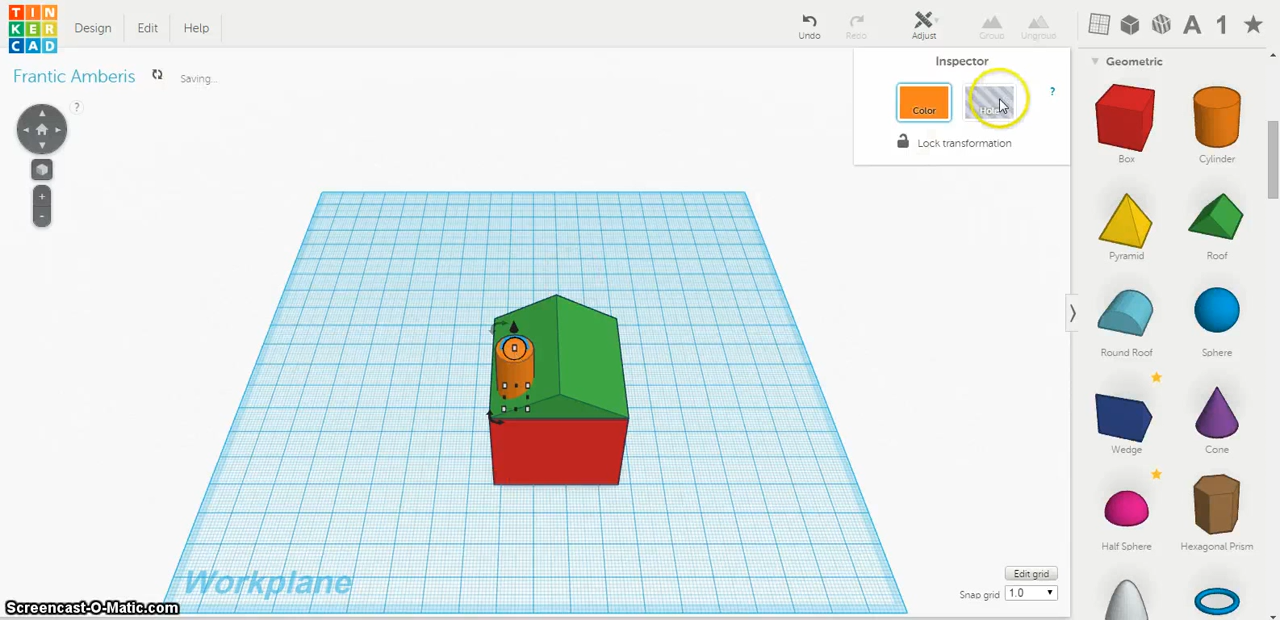 TIN
KER
CAD
Design
Edit
Help
Undo
Redo
Adjust
Group
Ungroup
A
1
Frantic Amberis
Saving...
?
Inspector
Color
Hole
?
Lock transformation
Geometric
Box
Cylinder
Pyramid
Roof
Round Roof
Sphere
Wedge
Cone
Half Sphere
Hexagonal Prism
+
-
Workplane
Edit grid
Snap grid 1.0
Screencast-O-Matic.com